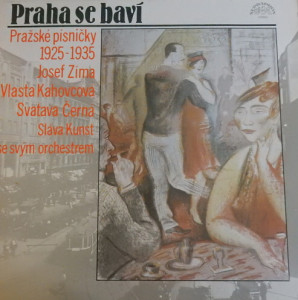 Praha se baví
Pražské písničky
1925-1935
Josef Zíma
Vlasta Kahovcová
Svatava Černá
Sláva Kunst
se svým orchestrem